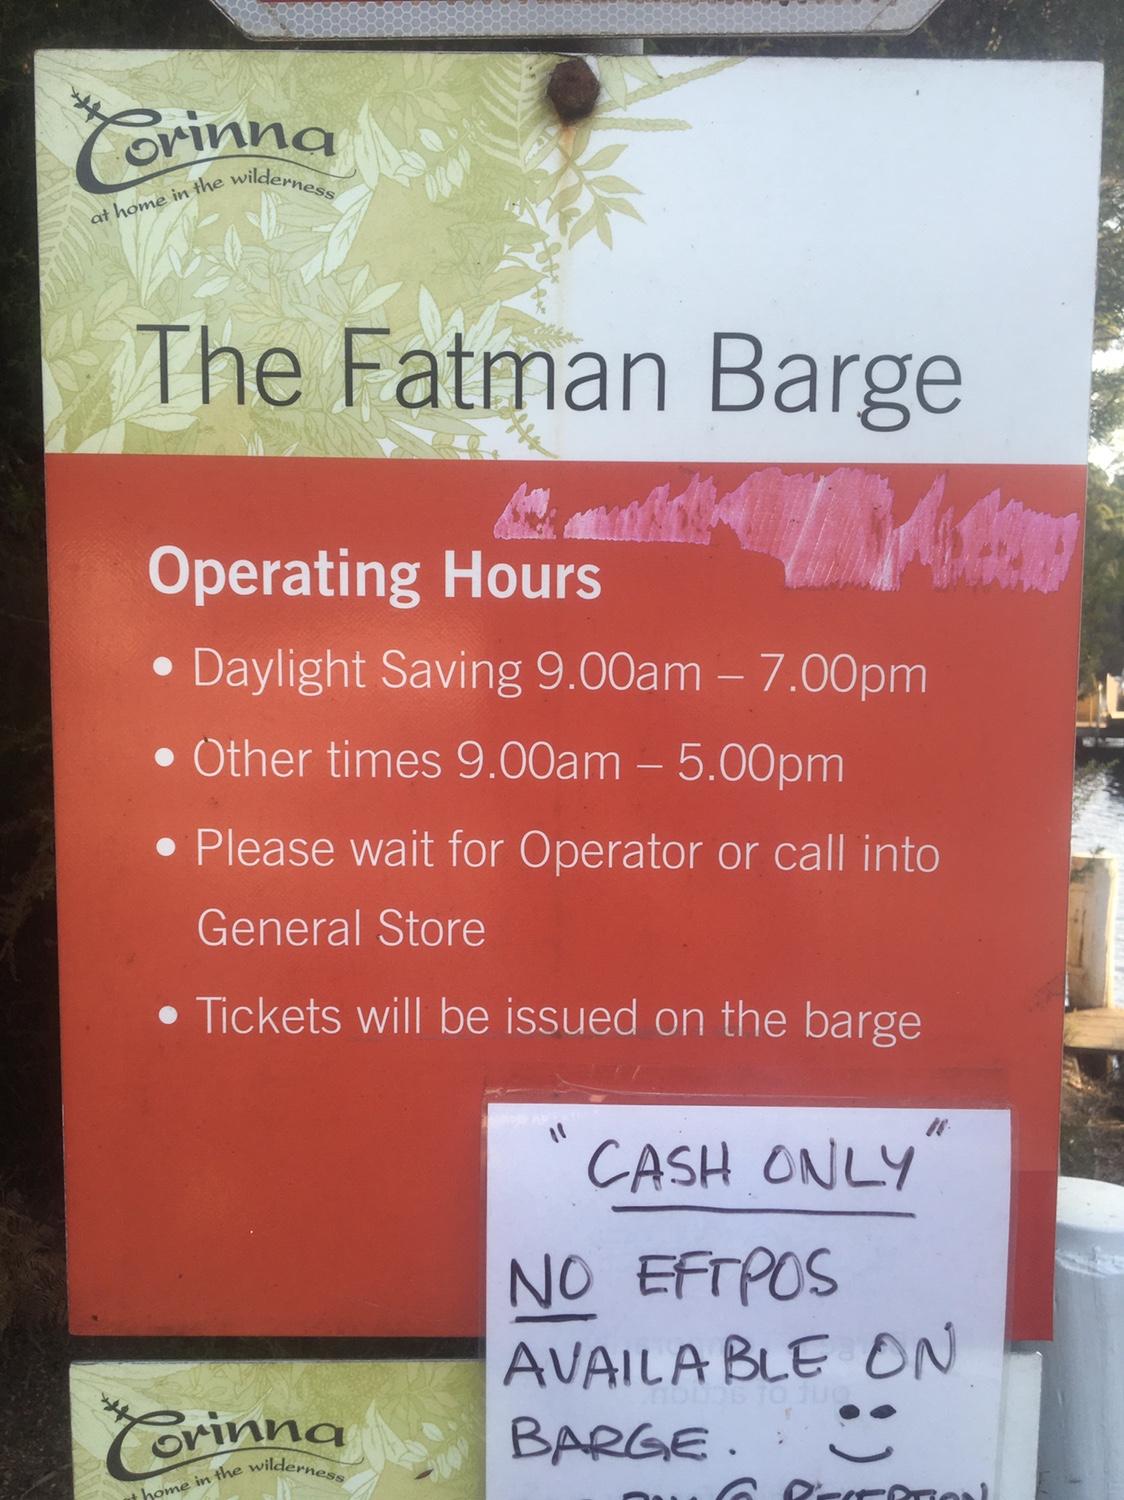 Corinna
at home in the wilderness
The Fatman Barge
Operating Hours
• Daylight Saving 9.00am – 7.00pm
• Other times 9.00am – 5.00pm
• Please wait for Operator or call into
General Store
• Tickets will be issued on the barge
"CASH ONLY"
NO EFTPOS
AVAILABLE ON
BARGE.
@ RECEPTION
Corinna
at home in the wilderness